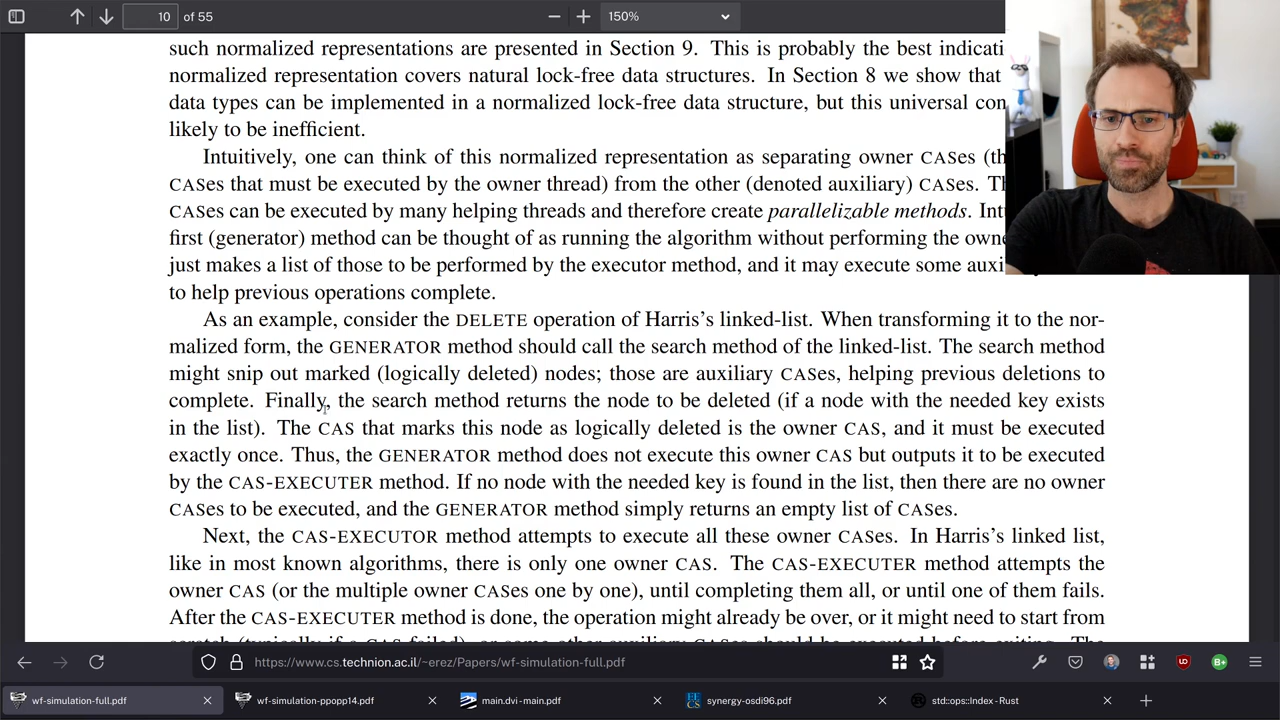 10 of 55
150%
such normalized representations are presented in Section 9. This is probably the best indicati
normalized representation covers natural lock-free data structures. In Section 8 we show that
data types can be implemented in a normalized lock-free data structure, but this universal con
likely to be inefficient.
Intuitively, one can think of this normalized representation as separating owner CASes (th
CASes that must be executed by the owner thread) from the other (denoted auxiliary) CASes. Th
CASes can be executed by many helping threads and therefore create parallelizable methods. Int
first (generator) method can be thought of as running the algorithm without performing the owne
just makes a list of those to be performed by the executor method, and it may execute some auxi
to help previous operations complete.
As an example, consider the DELETE operation of Harris's linked-list. When transforming it to the nor-
malized form, the GENERATOR method should call the search method of the linked-list. The search method
might snip out marked (logically deleted) nodes; those are auxiliary CASes, helping previous deletions to
complete. Finally, the search method returns the node to be deleted (if a node with the needed key exists
in the list). The CAS that marks this node as logically deleted is the owner CAS, and it must be executed
exactly once. Thus, the GENERATOR method does not execute this owner CAS but outputs it to be executed
by the CAS-EXECUTER method. If no node with the needed key is found in the list, then there are no owner
CASes to be executed, and the GENERATOR method simply returns an empty list of CASes.
Next, the CAS-EXECUTOR method attempts to execute all these owner CASes. In Harris's linked list,
like in most known algorithms, there is only one owner CAS. The CAS-EXECUTER method attempts the
owner CAS (or the multiple owner CASes one by one), until completing them all, or until one of them fails.
After the CAS-EXECUTER method is done, the operation might already be over, or it might need to start from
scratch (typically if a CAS failed), or some other auxiliary CASes should be executed before exiting. The
https://www.cs.technion.ac.il/~erez/Papers/wf-simulation-full.pdf
wf-simulation-full.pdf
wf-simulation-ppopp14.pdf
main.dvi - main.pdf
synergy-osdi96.pdf
std::ops::Index - Rust